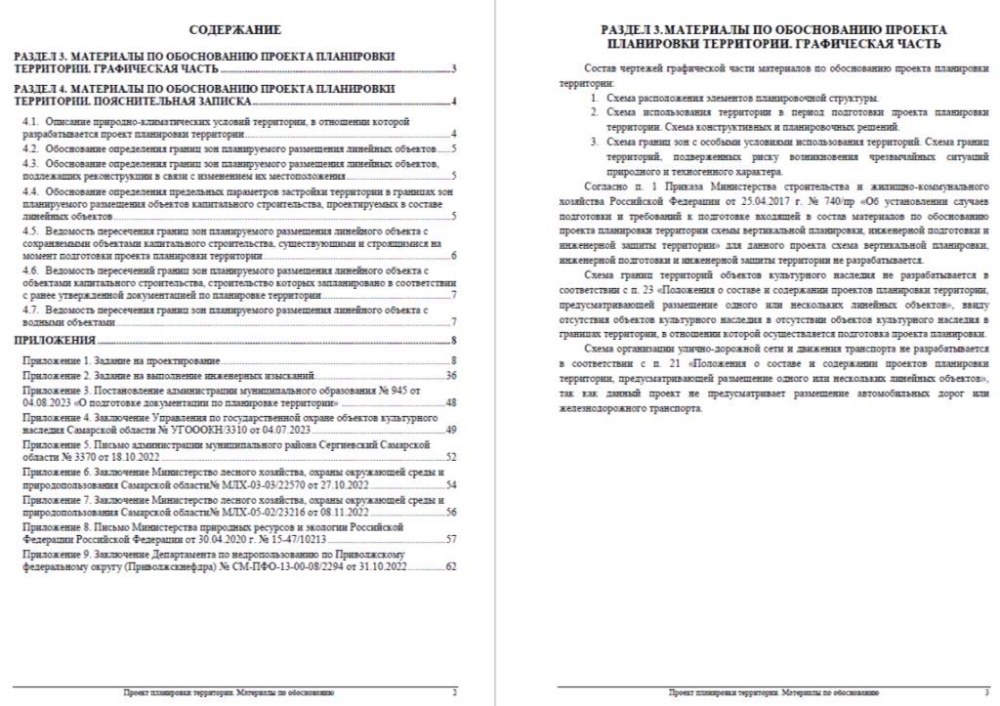 СОДЕРЖАНИЕ
РАЗДЕЛ 3. МАТЕРИАЛЫ ПО ОБОСНОВАНИЮ ПРОЕКТА ПЛАНИРОВКИ
ТЕРРИТОРИИ. ГРАФИЧЕСКАЯ ЧАСТЬ ... 3
РАЗДЕЛ 4. МАТЕРИАЛЫ ПО ОБОСНОВАНИЮ ПРОЕКТА ПЛАНИРОВКИ
ТЕРРИТОРИИ. ПОЯСНИТЕЛЬНАЯ ЗАПИСКА ... 4
4.1. Описание природно-климатических условий территории, в отношении которой
разрабатывается проект планировки территории ... 4
4.2. Обоснование определения границ зон планируемого размещения линейных объектов ... 5
4.3. Обоснование определения границ зон планируемого размещения линейных объектов,
подлежащих реконструкции в связи с изменением их местоположения ... 5
4.4. Обоснование определения предельных параметров застройки территории в границах зон
планируемого размещения объектов капитального строительства, проектируемых в составе
линейных объектов ... 5
4.5. Ведомость пересечения границ зон планируемого размещения линейного объекта с
сохраняемыми объектами капитального строительства, существующими и строящимися на
момент подготовки проекта планировки территории ... 6
4.6. Ведомость пересечений границ зон планируемого размещения линейного объекта с
объектами капитального строительства, строительство которых запланировано в соответствии
с ранее утвержденной документацией по планировке территории ... 7
4.7. Ведомость пересечения границ зон планируемого размещения линейного объекта с
водными объектами ... 7
ПРИЛОЖЕНИЯ ... 8
Приложение 1. Задание на проектирование ... 8
Приложение 2. Задание на выполнение инженерных изысканий ... 36
Приложение 3. Постановление администрации муниципального образования № 945 от
04.08.2023 «О подготовке документации по планировке территории» ... 48
Приложение 4. Заключение Управления по государственной охране объектов культурного
наследия Самарской области № УГОООКН/3310 от 04.07.2023 ... 49
Приложение 5. Письмо администрации муниципального района Сергиевский Самарской
области № 3370 от 18.10.2022 ... 52
Приложение 6. Заключение Министерство лесного хозяйства, охраны окружающей среды и
природопользования Самарской области№ МЛХ-03-03/22570 от 27.10.2022 ... 54
Приложение 7. Заключение Министерство лесного хозяйства, охраны окружающей среды и
природопользования Самарской области№ МЛХ-05-02/23216 от 08.11.2022 ... 56
Приложение 8. Письмо Министерства природных ресурсов и экологии Российской
Федерации Российской Федерации от 30.04.2020 г. № 15-47/10213 ... 57
Приложение 9. Заключение Департамента по недропользованию по Приволжскому
федеральному округу (Приволжскнефдра) № СМ-ПФО-13-00-08/2294 от 31.10.2022 ... 62
Проект планировки территории. Материалы по обоснованию 2
РАЗДЕЛ 3.МАТЕРИАЛЫ ПО ОБОСНОВАНИЮ ПРОЕКТА
ПЛАНИРОВКИ ТЕРРИТОРИИ. ГРАФИЧЕСКАЯ ЧАСТЬ
Состав чертежей графической части материалов по обоснованию проекта планировки
территории:
1. Схема расположения элементов планировочной структуры.
2. Схема использования территории в период подготовки проекта планировки
территории. Схема конструктивных и планировочных решений.
3. Схема границ зон с особыми условиями использования территорий. Схема границ
территорий, подверженных риску возникновения чрезвычайных ситуаций
природного и техногенного характера.
Согласно п. 1 Приказа Министерства строительства и жилищно-коммунального
хозяйства Российской Федерации от 25.04.2017 г. № 740/пр «Об установлении случаев
подготовки и требований к подготовке входящей в состав материалов по обоснованию
проекта планировки территории схемы вертикальной планировки, инженерной подготовки и
инженерной защиты территории» для данного проекта схема вертикальной планировки,
инженерной подготовки и инженерной защиты территории не разрабатывается.
Схема границ территорий объектов культурного наследия не разрабатывается в
соответствии с п. 23 «Положения о составе и содержании проектов планировки территории,
предусматривающей размещение одного или нескольких линейных объектов», ввиду
отсутствия объектов культурного наследия в отсутствии объектов культурного наследия в
границах территории, в отношении которой осуществляется подготовка проекта планировки.
Схема организации улично-дорожной сети и движения транспорта не разрабатывается
в соответствии с п. 21 «Положения о составе и содержании проектов планировки
территории, предусматривающей размещение одного или нескольких линейных объектов»,
так как данный проект не предусматривает размещение автомобильных дорог или
железнодорожного транспорта.
Проект планировки территории. Материалы по обоснованию 3